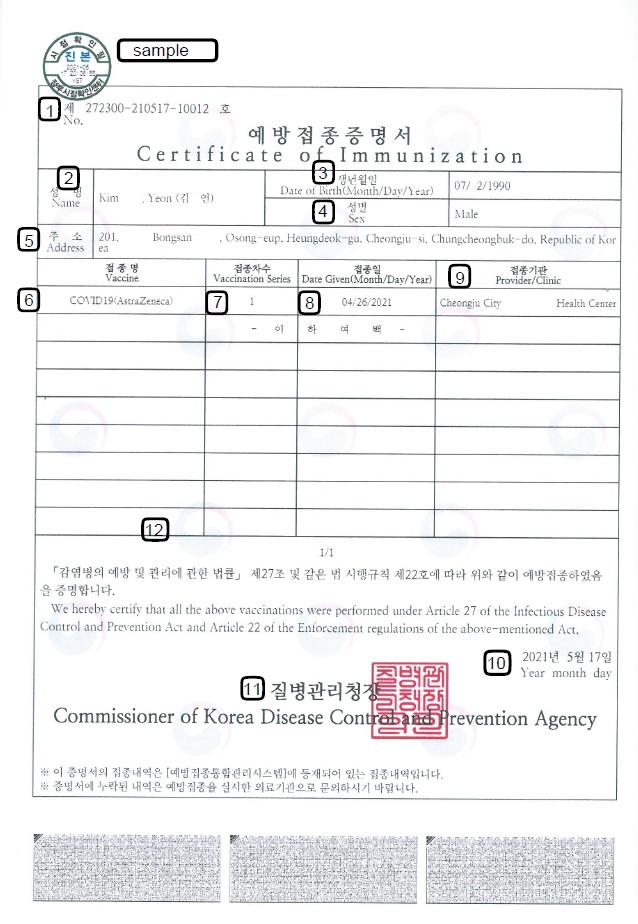 시점확인필
진본
2021-05
KST
정부시점확인센터
sample
1 제 272300-210517-10012 호
No.
예방접종증명서
Certificate of Immunization
2 성 명
Name
Kim , Yeon (김 연)
3 생년월일
Date of Birth(Month/Day/Year)
07/ 2/1990
4 성별
Sex
Male
5 주 소
Address
201, Bongsan , Osong-eup, Heungdeok-gu, Cheongju-si, Chungcheongbuk-do, Republic of Kor
ea
접 종 명
Vaccine
접종차수
Vaccination Series
접종일
Date Given(Month/Day/Year)
9 접종기관
Provider/Clinic
6 COVID19(AstraZeneca) 7 1 8 04/26/2021 Cheongju City Health Center
- 이 하 여 백 -
12
1/1
「감염병의 예방 및 관리에 관한 법률」 제27조 및 같은 법 시행규칙 제22호에 따라 위와 같이 예방접종하였음
을 증명합니다.
We hereby certify that all the above vaccinations were performed under Article 27 of the Infectious Disease
Control and Prevention Act and Article 22 of the Enforcement regulations of the above-mentioned Act.
10 2021년 5월 17일
Year month day
11 질병관리청장
Commissioner of Korea Disease Control and Prevention Agency
※ 이 증명서의 접종내역은 [예방접종통합관리시스템]에 등재되어 있는 접종내역입니다.
※ 증명서에 누락된 내역은 예방접종을 실시한 의료기관으로 문의하시기 바랍니다.